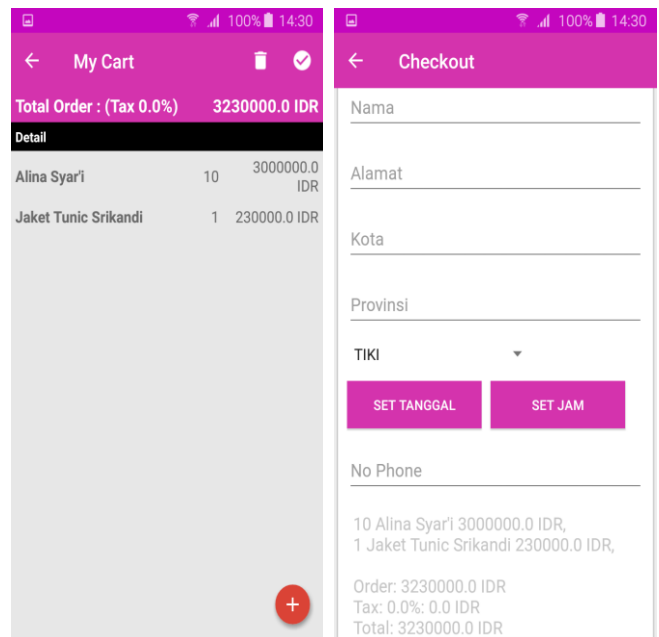 100% 14:30
My Cart
Total Order : (Tax 0.0%) 3230000.0 IDR
Detail
Alina Syar'i 10 3000000.0
IDR
Jaket Tunic Srikandi 1 230000.0 IDR
+
100% 14:30
Checkout
Nama
Alamat
Kota
Provinsi
TIKI
SET TANGGAL SET JAM
No Phone
10 Alina Syar'i 3000000.0 IDR,
1 Jaket Tunic Srikandi 230000.0 IDR,
Order: 3230000.0 IDR
Tax: 0.0%: 0.0 IDR
Total: 3230000.0 IDR